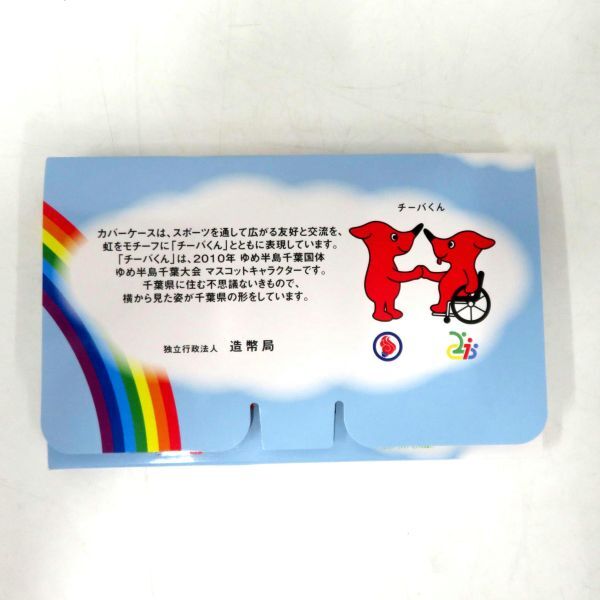 チーバくん
カバーケースは、スポーツを通して広がる友好と交流を、
虹をモチーフに「チーバくん」とともに表現しています。
「チーバくん」は、2010年 ゆめ半島千葉国体
ゆめ半島千葉大会 マスコットキャラクターです。
千葉県に住む不思議ないきもので、
横から見た姿が千葉県の形をしています。
独立行政法人 造幣局